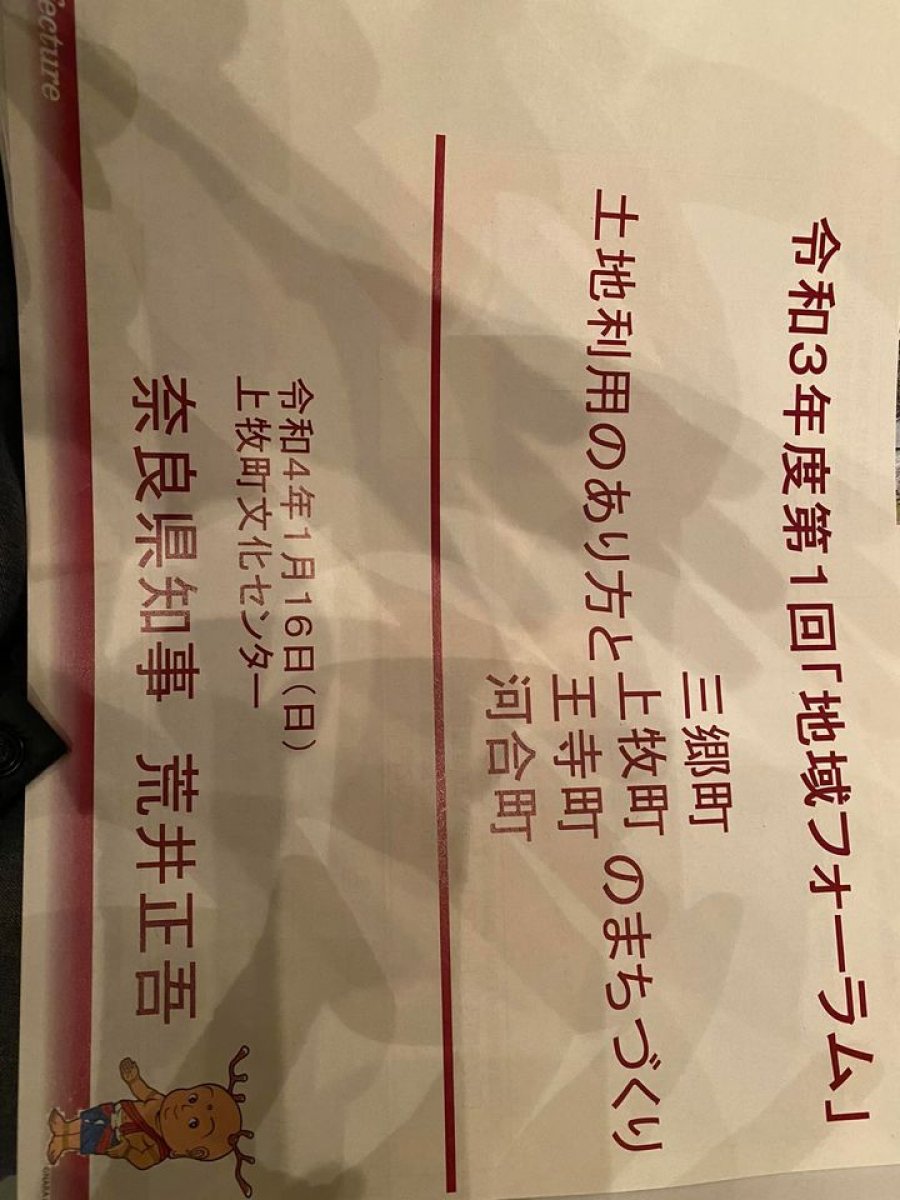 令和3年度第1回「地域フォーラム」
三郷町
土地利用のあり方と上牧町のまちづくり
王寺町
河合町
令和4年1月16日(日)
上牧町文化センター
奈良県知事 荒井正吾
ecture
©NARA